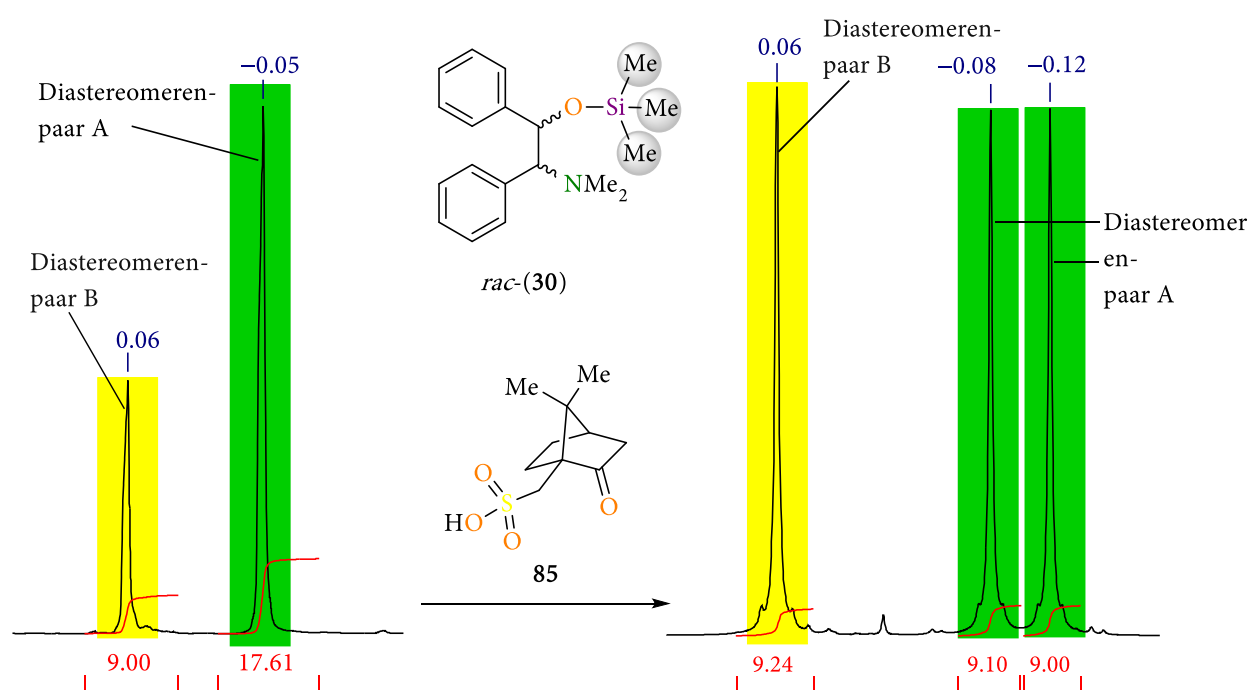 −0.05
Diastereomeren-
paar A
Diastereomeren-
paar B
0.06
9.00
17.61
O
Si
Me
Me
Me
NMe2
rac-(30)
Me
Me
O
S
HO
O
O
85
0.06
Diastereomeren-
paar B
−0.08
−0.12
Diastereomer
en-
paar A
9.24
9.10
9.00